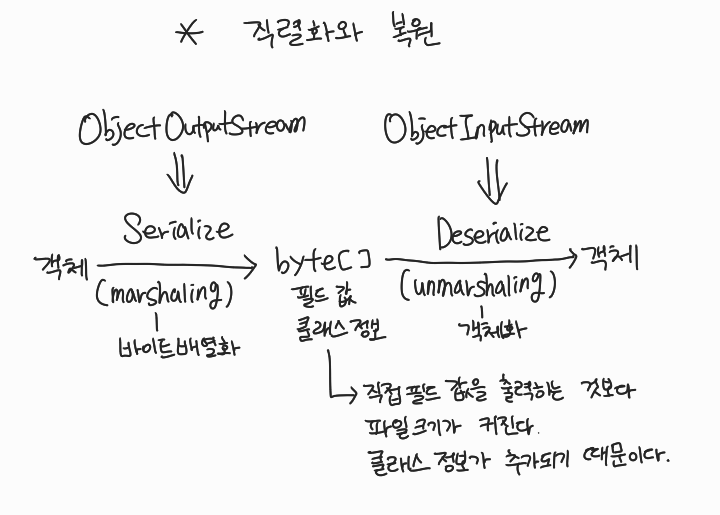 * 직렬화와 복원
ObjectOutputStream
ObjectInputStream
Serialize
Deserialize
객체
byte[]
객체
(marshaling)
(unmarshaling)
필드 값
바이트배열화
클래스 정보
객체화
직접 필드 값을 출력하는 것보다
파일크기가 커진다.
클래스 정보가 추가되기 때문이다.